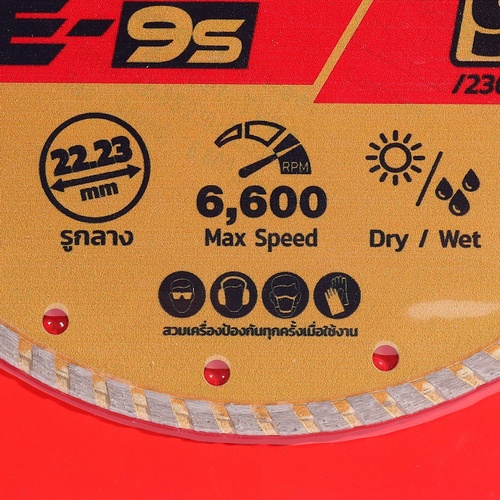 E-9s
/230
22.23
mm
รูกลาง
RPM
6,600
Max Speed
Dry / Wet
สวมเครื่องป้องกันทุกครั้งเมื่อใช้งาน